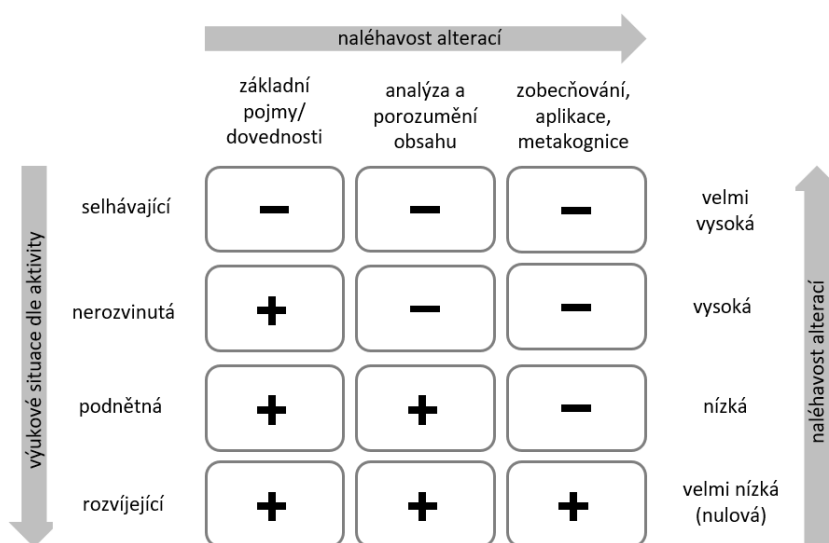 naléhavost alterací
základní
pojmy/
dovednosti
analýza a
porozumění
obsahu
zobecňování,
aplikace,
metakognice
výukové situace dle aktivity
selhávající
− − −
velmi
vysoká
nerozvinutá
+ − −
vysoká
podnětná
+ + −
nízká
rozvíjející
+ + +
velmi nízká
(nulová)
naléhavost alterací